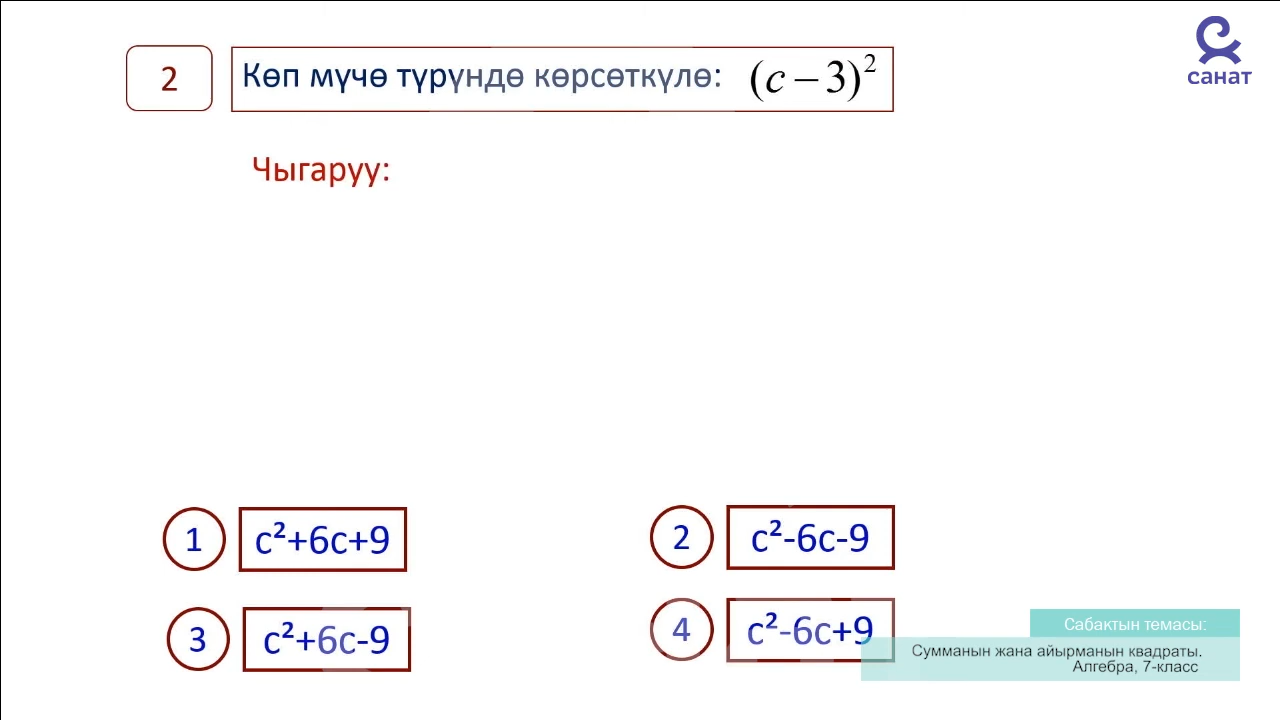 2
Көп мүчө түрүндө көрсөткүлө: (c – 3)²
санат
Чыгаруу:
1 c²+6c+9
2 c²-6c-9
3 c²+6c-9
4 c²-6c+9
Сабактын темасы:
Сумманын жана айырманын квадраты.
Алгебра, 7-класс